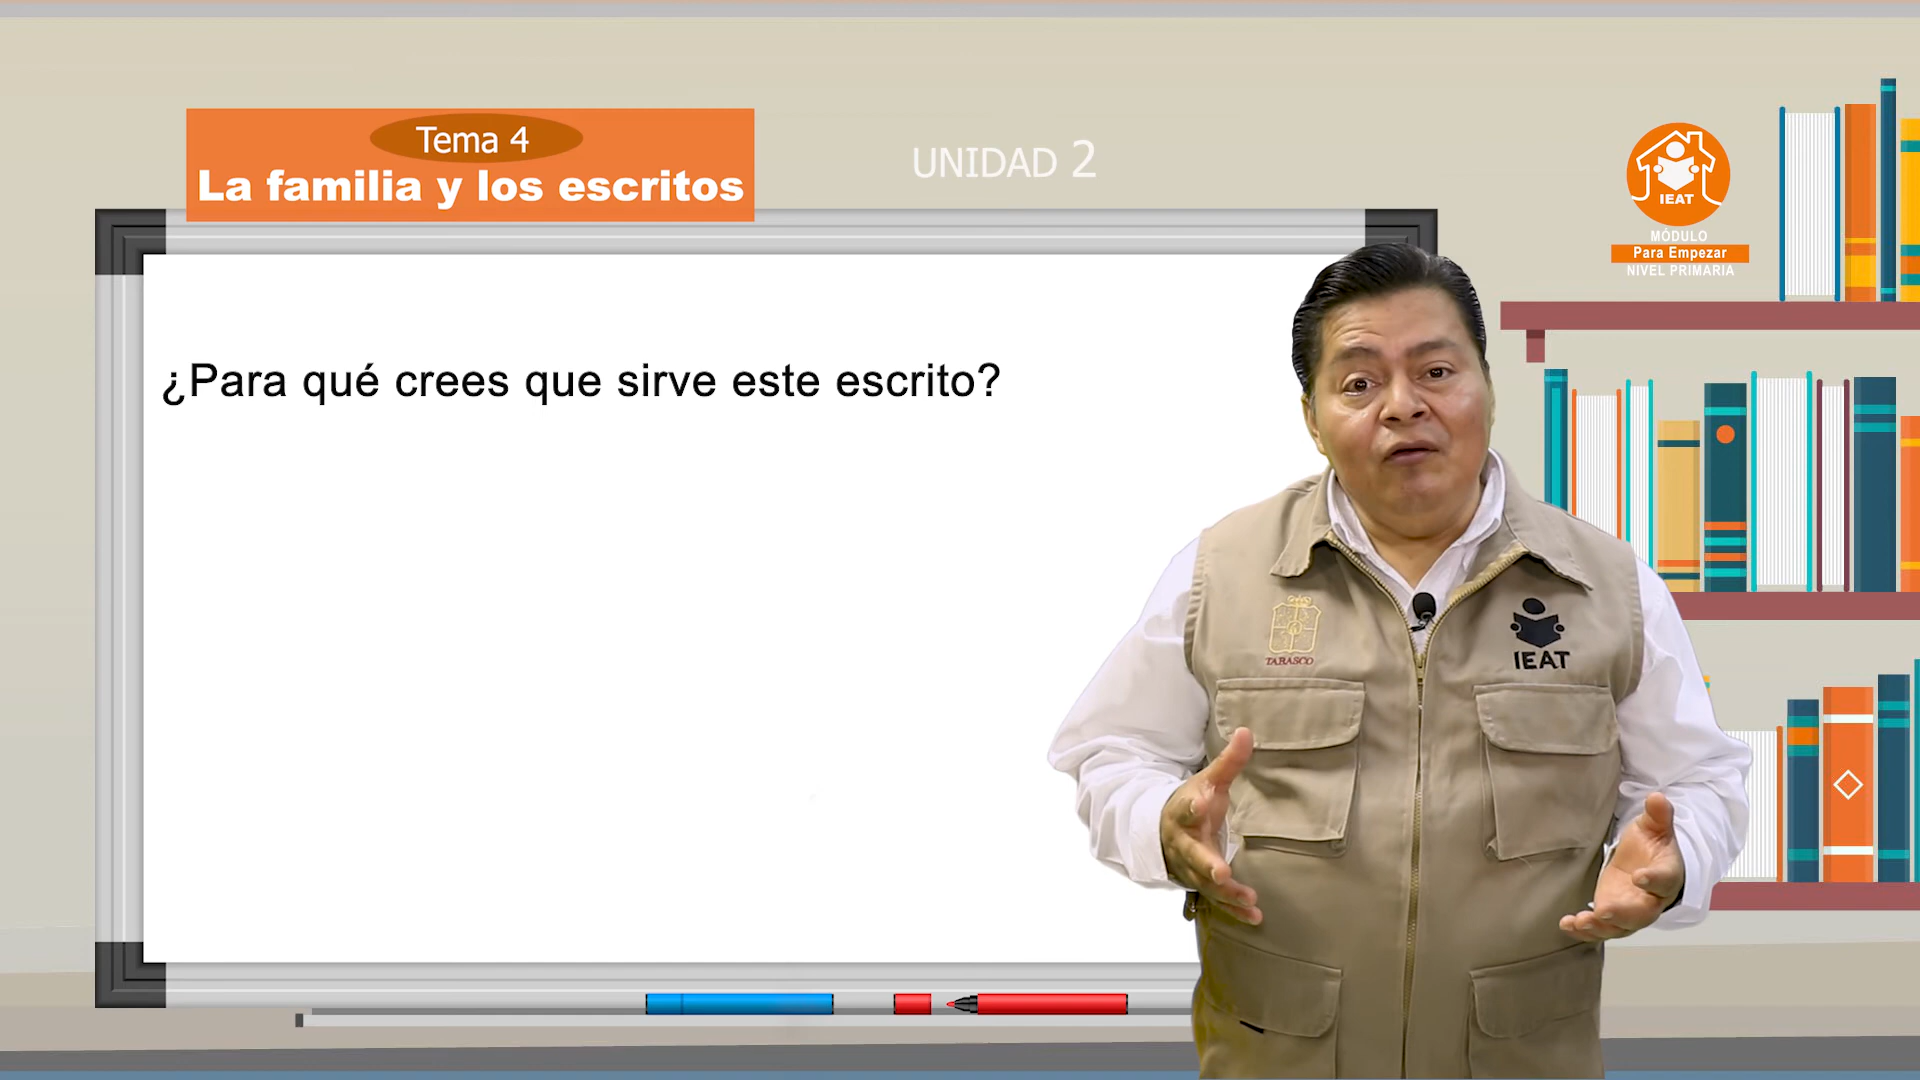 Tema 4
La familia y los escritos
UNIDAD 2
IEAT
MÓDULO
Para Empezar
NIVEL PRIMARIA
¿Para qué crees que sirve este escrito?
TABASCO
IEAT